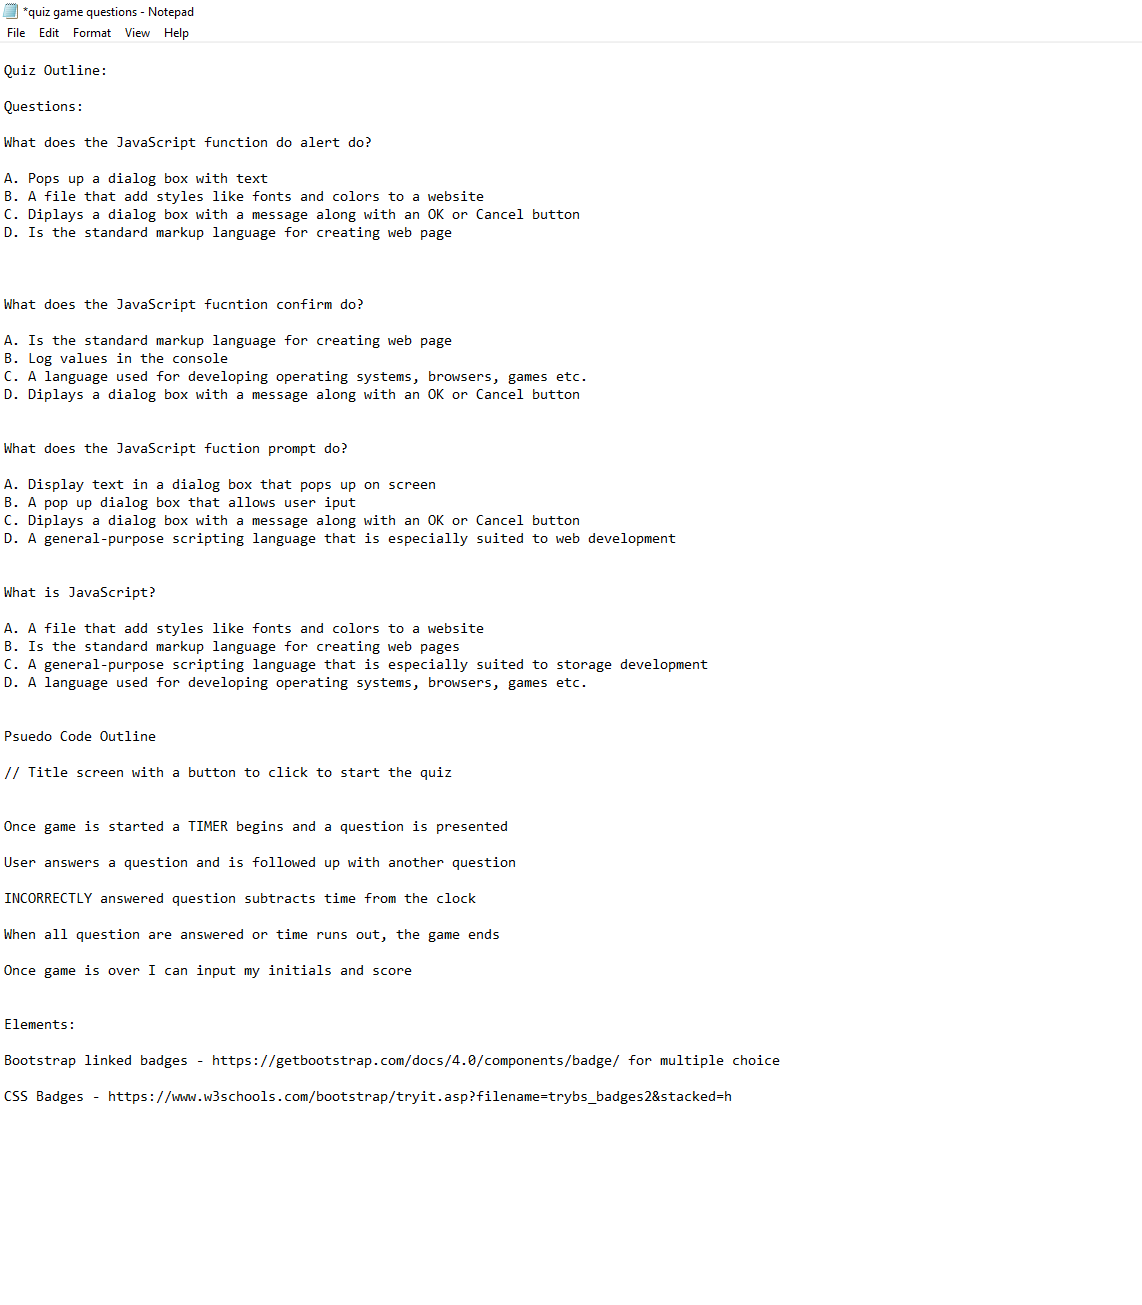 *quiz game questions - Notepad
File Edit Format View Help
Quiz Outline:
Questions:
What does the JavaScript function do alert do?
A. Pops up a dialog box with text
B. A file that add styles like fonts and colors to a website
C. Diplays a dialog box with a message along with an OK or Cancel button
D. Is the standard markup language for creating web page
What does the JavaScript fucntion confirm do?
A. Is the standard markup language for creating web page
B. Log values in the console
C. A language used for developing operating systems, browsers, games etc.
D. Diplays a dialog box with a message along with an OK or Cancel button
What does the JavaScript fuction prompt do?
A. Display text in a dialog box that pops up on screen
B. A pop up dialog box that allows user iput
C. Diplays a dialog box with a message along with an OK or Cancel button
D. A general-purpose scripting language that is especially suited to web development
What is JavaScript?
A. A file that add styles like fonts and colors to a website
B. Is the standard markup language for creating web pages
C. A general-purpose scripting language that is especially suited to storage development
D. A language used for developing operating systems, browsers, games etc.
Psuedo Code Outline
// Title screen with a button to click to start the quiz
Once game is started a TIMER begins and a question is presented
User answers a question and is followed up with another question
INCORRECTLY answered question subtracts time from the clock
When all question are answered or time runs out, the game ends
Once game is over I can input my initials and score
Elements:
Bootstrap linked badges - https://getbootstrap.com/docs/4.0/components/badge/ for multiple choice
CSS Badges - https://www.w3schools.com/bootstrap/tryit.asp?filename=trybs_badges2&stacked=h